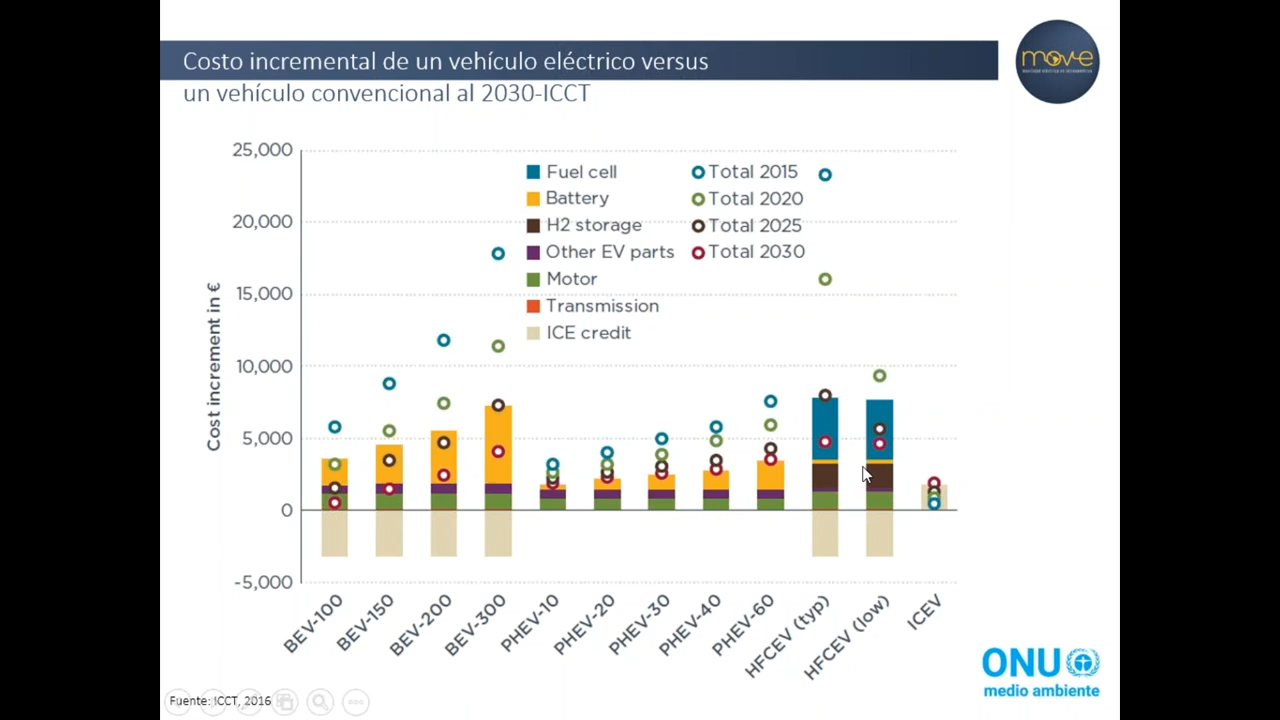 Costo incremental de un vehículo eléctrico versus
un vehículo convencional al 2030-ICCT
move
25,000
20,000
15,000
10,000
5,000
0
-5,000
Cost increment in €
Fuel cell
Battery
H2 storage
Other EV parts
Motor
Transmission
ICE credit
Total 2015
Total 2020
Total 2025
Total 2030
BEV-100
BEV-150
BEV-200
BEV-300
PHEV-10
PHEV-20
PHEV-30
PHEV-40
PHEV-60
HFCEV (typ)
HFCEV (low)
ICEV
Fuente: ICCT, 2016
ONU
medio ambiente